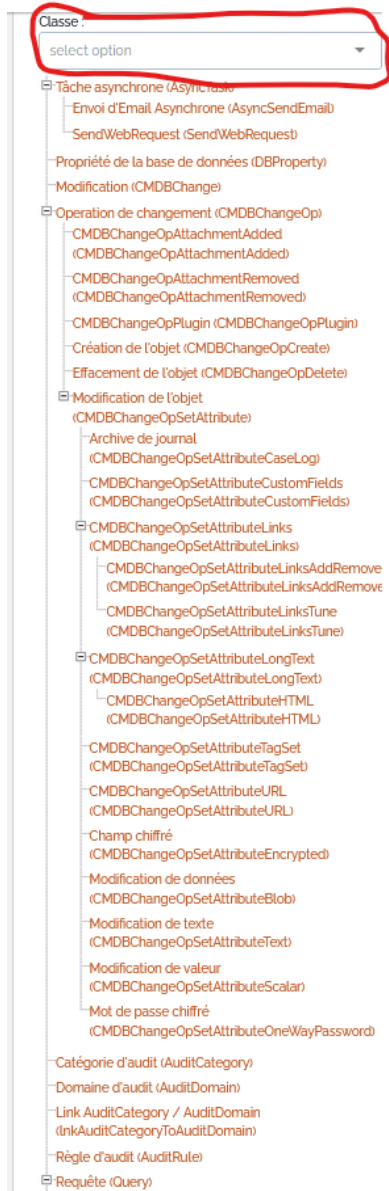 Classe :
select option
Tâche asynchrone (AsyncTask)
Envoi d'Email Asynchrone (AsyncSendEmail)
SendWebRequest (SendWebRequest)
Propriété de la base de données (DBProperty)
Modification (CMDBChange)
Operation de changement (CMDBChangeOp)
CMDBChangeOpAttachmentAdded
(CMDBChangeOpAttachmentAdded)
CMDBChangeOpAttachmentRemoved
(CMDBChangeOpAttachmentRemoved)
CMDBChangeOpPlugin (CMDBChangeOpPlugin)
Création de l'objet (CMDBChangeOpCreate)
Effacement de l'objet (CMDBChangeOpDelete)
Modification de l'objet
(CMDBChangeOpSetAttribute)
Archive de journal
(CMDBChangeOpSetAttributeCaseLog)
CMDBChangeOpSetAttributeCustomFields
(CMDBChangeOpSetAttributeCustomFields)
CMDBChangeOpSetAttributeLinks
(CMDBChangeOpSetAttributeLinks)
CMDBChangeOpSetAttributeLinksAddRemove
(CMDBChangeOpSetAttributeLinksAddRemove
CMDBChangeOpSetAttributeLinksTune
(CMDBChangeOpSetAttributeLinksTune)
CMDBChangeOpSetAttributeLongText
(CMDBChangeOpSetAttributeLongText)
CMDBChangeOpSetAttributeHTML
(CMDBChangeOpSetAttributeHTML)
CMDBChangeOpSetAttributeTagSet
(CMDBChangeOpSetAttributeTagSet)
CMDBChangeOpSetAttributeURL
(CMDBChangeOpSetAttributeURL)
Champ chiffré
(CMDBChangeOpSetAttributeEncrypted)
Modification de données
(CMDBChangeOpSetAttributeBlob)
Modification de texte
(CMDBChangeOpSetAttributeText)
Modification de valeur
(CMDBChangeOpSetAttributeScalar)
Mot de passe chiffré
(CMDBChangeOpSetAttributeOneWayPassword)
Catégorie d'audit (AuditCategory)
Domaine d'audit (AuditDomain)
Link AuditCategory / AuditDomain
(lnkAuditCategoryToAuditDomain)
Règle d'audit (AuditRule)
Requête (Query)